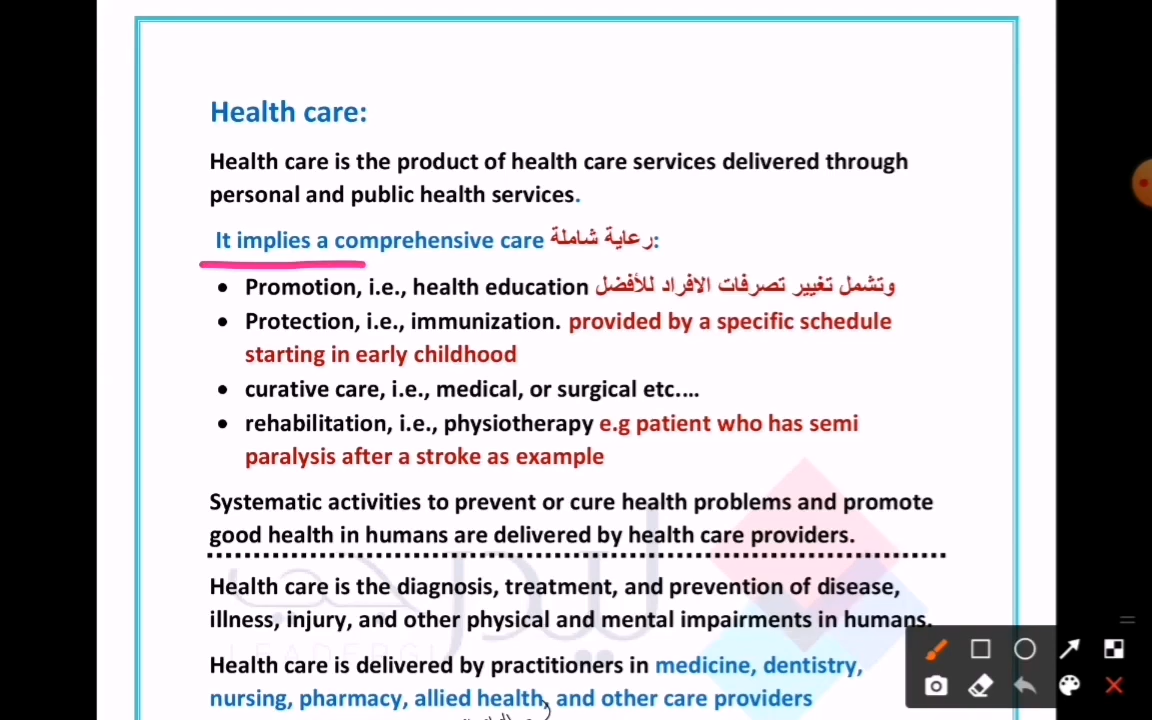 Health care:
Health care is the product of health care services delivered through
personal and public health services.
It implies a comprehensive care رعاية شاملة:
• Promotion, i.e., health education وتشمل تغيير تصرفات الافراد للأفضل
• Protection, i.e., immunization. provided by a specific schedule
starting in early childhood
• curative care, i.e., medical, or surgical etc....
• rehabilitation, i.e., physiotherapy e.g patient who has semi
paralysis after a stroke as example
Systematic activities to prevent or cure health problems and promote
good health in humans are delivered by health care providers.
Health care is the diagnosis, treatment, and prevention of disease,
illness, injury, and other physical and mental impairments in humans.
Health care is delivered by practitioners in medicine, dentistry,
nursing, pharmacy, allied health, and other care providers